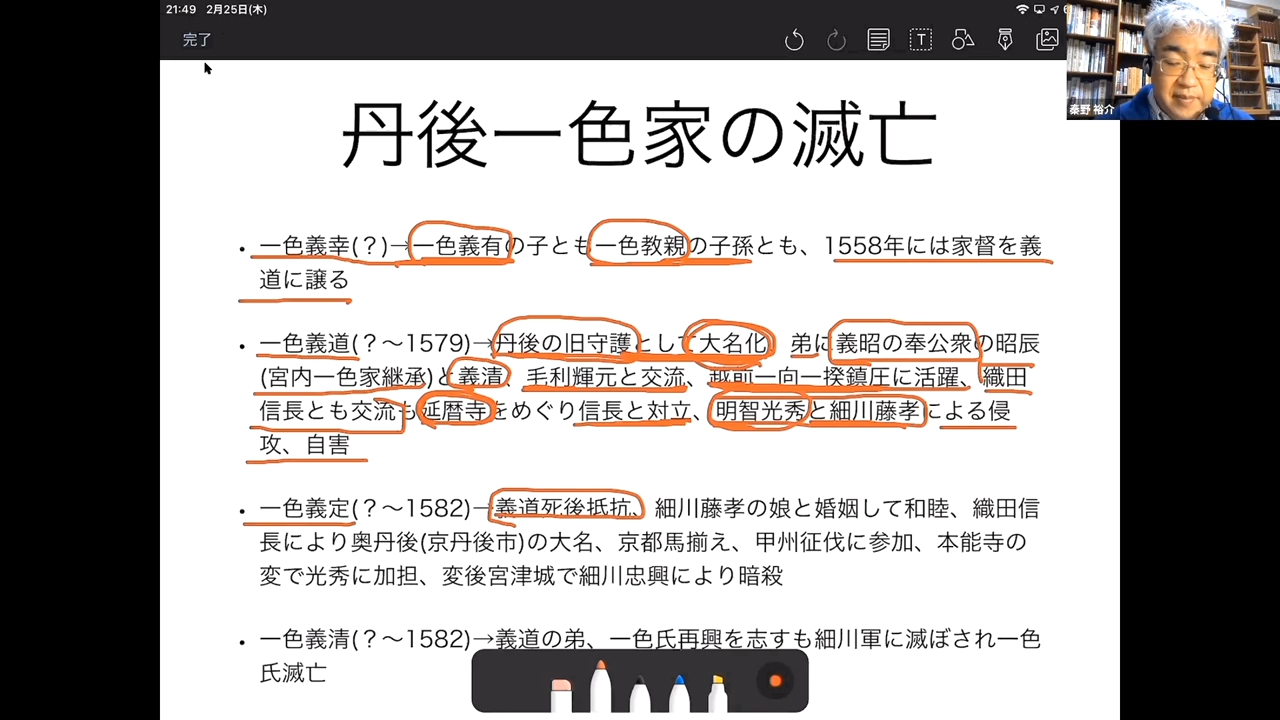 21:49 2月25日(木)
完了
秦野 裕介
丹後一色家の滅亡
・一色義幸(？)→一色義有の子とも一色教親の子孫とも、1558年には家督を義
道に譲る
・一色義道(？〜1579)→丹後の旧守護として大名化 弟に義昭の奉公衆の昭辰
(宮内一色家継承)と義清、毛利輝元と交流、越前一向一揆鎮圧に活躍、織田
信長とも交流も延暦寺をめぐり信長と対立、明智光秀と細川藤孝による侵
攻、自害
・一色義定(？〜1582)→義道死後抵抗、細川藤孝の娘と婚姻して和睦、織田信
長により奥丹後(京丹後市)の大名、京都馬揃え、甲州征伐に参加、本能寺の
変で光秀に加担、変後宮津城で細川忠興により暗殺
・一色義清(？〜1582)→義道の弟、一色氏再興を志すも細川軍に滅ぼされ一色
氏滅亡